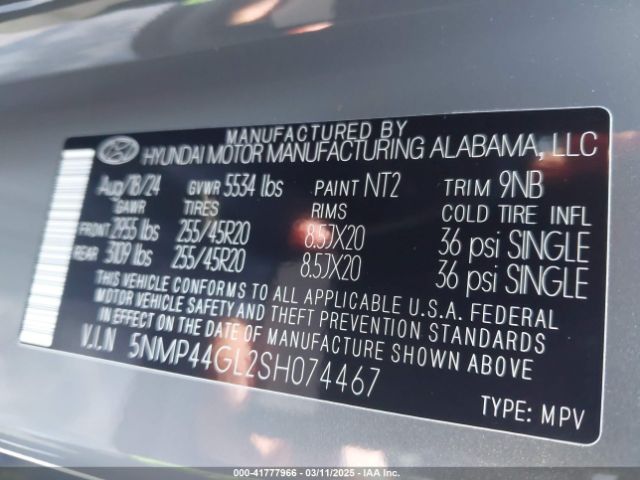 MANUFACTURED BY
HYUNDAI MOTOR MANUFACTURING ALABAMA, LLC
Aug/18/24 GVWR 5534 lbs PAINT NT2 TRIM 9NB
GAWR TIRES RIMS COLD TIRE INFL
FRONT 2955 lbs 255/45R20 8.5JX20 36 psi SINGLE
REAR 3109 lbs 255/45R20 8.5JX20 36 psi SINGLE
THIS VEHICLE CONFORMS TO ALL APPLICABLE U.S.A. FEDERAL
MOTOR VEHICLE SAFETY AND THEFT PREVENTION STANDARDS
IN EFFECT ON THE DATE OF MANUFACTURE SHOWN ABOVE.
V.I.N 5NMP44GL2SH074467
TYPE: MPV
000-41777966 - 03/11/2025 - IAA Inc.